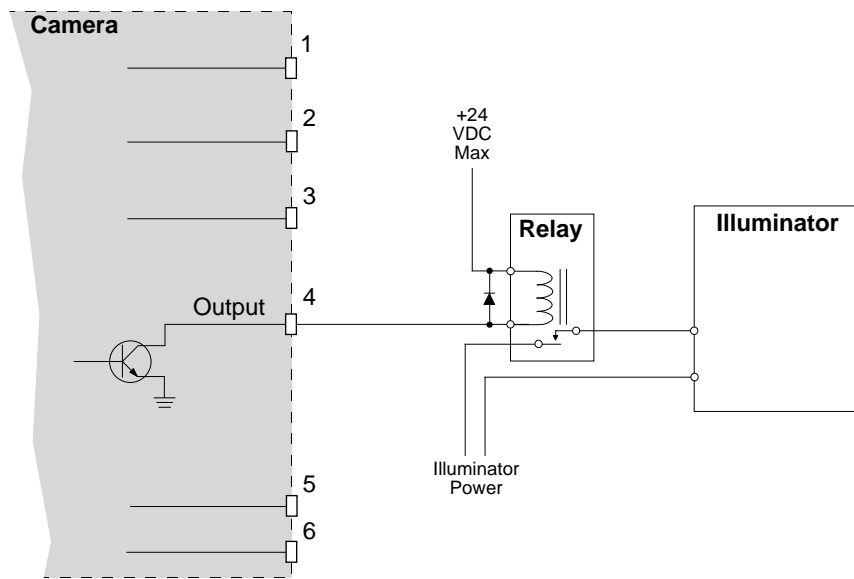 Camera
1
2
3
+24
VDC
Max
Relay
Illuminator
Output
4
Illuminator
Power
5
6